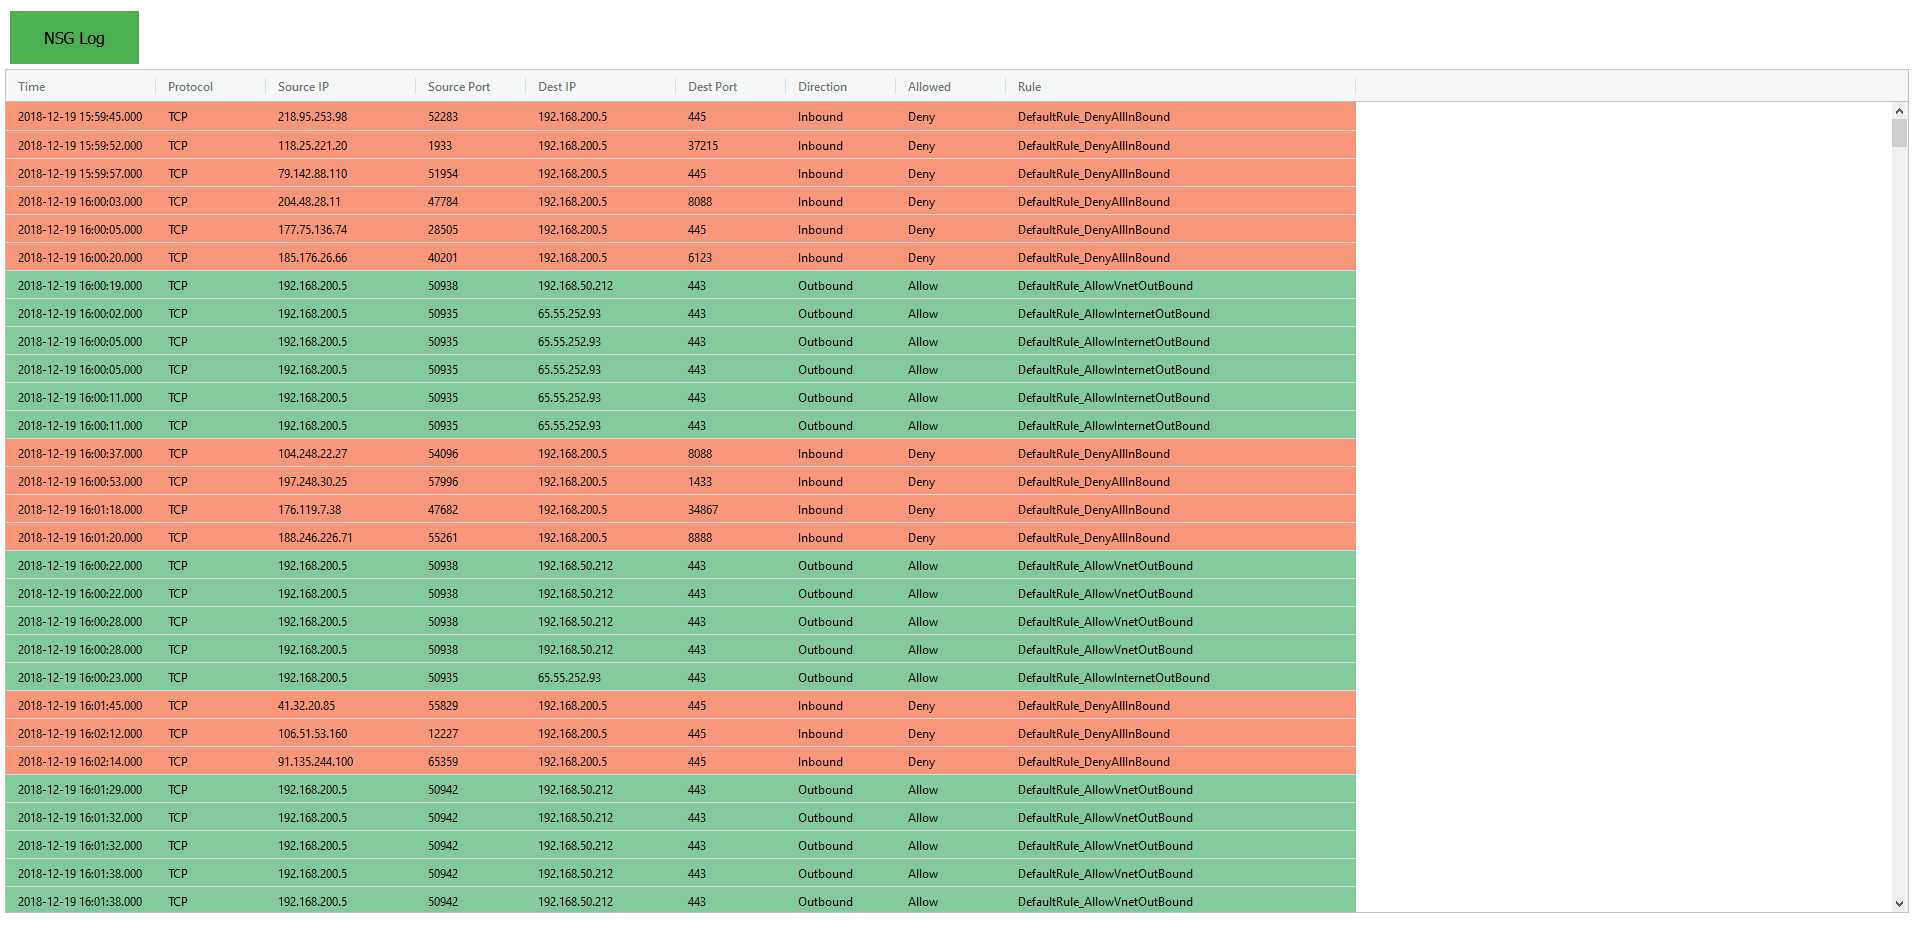 NSG Log
Time Protocol Source IP Source Port Dest IP Dest Port Direction Allowed Rule
2018-12-19 15:59:45.000 TCP 218.95.253.98 52283 192.168.200.5 445 Inbound Deny DefaultRule_DenyAllInBound
2018-12-19 15:59:52.000 TCP 118.25.221.20 1933 192.168.200.5 37215 Inbound Deny DefaultRule_DenyAllInBound
2018-12-19 15:59:57.000 TCP 79.142.88.110 51954 192.168.200.5 445 Inbound Deny DefaultRule_DenyAllInBound
2018-12-19 16:00:03.000 TCP 204.48.28.11 47784 192.168.200.5 8088 Inbound Deny DefaultRule_DenyAllInBound
2018-12-19 16:00:05.000 TCP 177.75.136.74 28505 192.168.200.5 445 Inbound Deny DefaultRule_DenyAllInBound
2018-12-19 16:00:20.000 TCP 185.176.26.66 40201 192.168.200.5 6123 Inbound Deny DefaultRule_DenyAllInBound
2018-12-19 16:00:19.000 TCP 192.168.200.5 50938 192.168.50.212 443 Outbound Allow DefaultRule_AllowVnetOutBound
2018-12-19 16:00:02.000 TCP 192.168.200.5 50935 65.55.252.93 443 Outbound Allow DefaultRule_AllowInternetOutBound
2018-12-19 16:00:05.000 TCP 192.168.200.5 50935 65.55.252.93 443 Outbound Allow DefaultRule_AllowInternetOutBound
2018-12-19 16:00:05.000 TCP 192.168.200.5 50935 65.55.252.93 443 Outbound Allow DefaultRule_AllowInternetOutBound
2018-12-19 16:00:11.000 TCP 192.168.200.5 50935 65.55.252.93 443 Outbound Allow DefaultRule_AllowInternetOutBound
2018-12-19 16:00:11.000 TCP 192.168.200.5 50935 65.55.252.93 443 Outbound Allow DefaultRule_AllowInternetOutBound
2018-12-19 16:00:37.000 TCP 104.248.22.27 54096 192.168.200.5 8088 Inbound Deny DefaultRule_DenyAllInBound
2018-12-19 16:00:53.000 TCP 197.248.30.25 57996 192.168.200.5 1433 Inbound Deny DefaultRule_DenyAllInBound
2018-12-19 16:01:18.000 TCP 176.119.7.38 47682 192.168.200.5 34867 Inbound Deny DefaultRule_DenyAllInBound
2018-12-19 16:01:20.000 TCP 188.246.226.71 55261 192.168.200.5 8888 Inbound Deny DefaultRule_DenyAllInBound
2018-12-19 16:00:22.000 TCP 192.168.200.5 50938 192.168.50.212 443 Outbound Allow DefaultRule_AllowVnetOutBound
2018-12-19 16:00:22.000 TCP 192.168.200.5 50938 192.168.50.212 443 Outbound Allow DefaultRule_AllowVnetOutBound
2018-12-19 16:00:28.000 TCP 192.168.200.5 50938 192.168.50.212 443 Outbound Allow DefaultRule_AllowVnetOutBound
2018-12-19 16:00:28.000 TCP 192.168.200.5 50938 192.168.50.212 443 Outbound Allow DefaultRule_AllowVnetOutBound
2018-12-19 16:00:23.000 TCP 192.168.200.5 50935 65.55.252.93 443 Outbound Allow DefaultRule_AllowInternetOutBound
2018-12-19 16:01:45.000 TCP 41.32.20.85 55829 192.168.200.5 445 Inbound Deny DefaultRule_DenyAllInBound
2018-12-19 16:02:12.000 TCP 106.51.53.160 12227 192.168.200.5 445 Inbound Deny DefaultRule_DenyAllInBound
2018-12-19 16:02:14.000 TCP 91.135.244.100 65359 192.168.200.5 445 Inbound Deny DefaultRule_DenyAllInBound
2018-12-19 16:01:29.000 TCP 192.168.200.5 50942 192.168.50.212 443 Outbound Allow DefaultRule_AllowVnetOutBound
2018-12-19 16:01:32.000 TCP 192.168.200.5 50942 192.168.50.212 443 Outbound Allow DefaultRule_AllowVnetOutBound
2018-12-19 16:01:32.000 TCP 192.168.200.5 50942 192.168.50.212 443 Outbound Allow DefaultRule_AllowVnetOutBound
2018-12-19 16:01:38.000 TCP 192.168.200.5 50942 192.168.50.212 443 Outbound Allow DefaultRule_AllowVnetOutBound
2018-12-19 16:01:38.000 TCP 192.168.200.5 50942 192.168.50.212 443 Outbound Allow DefaultRule_AllowVnetOutBound